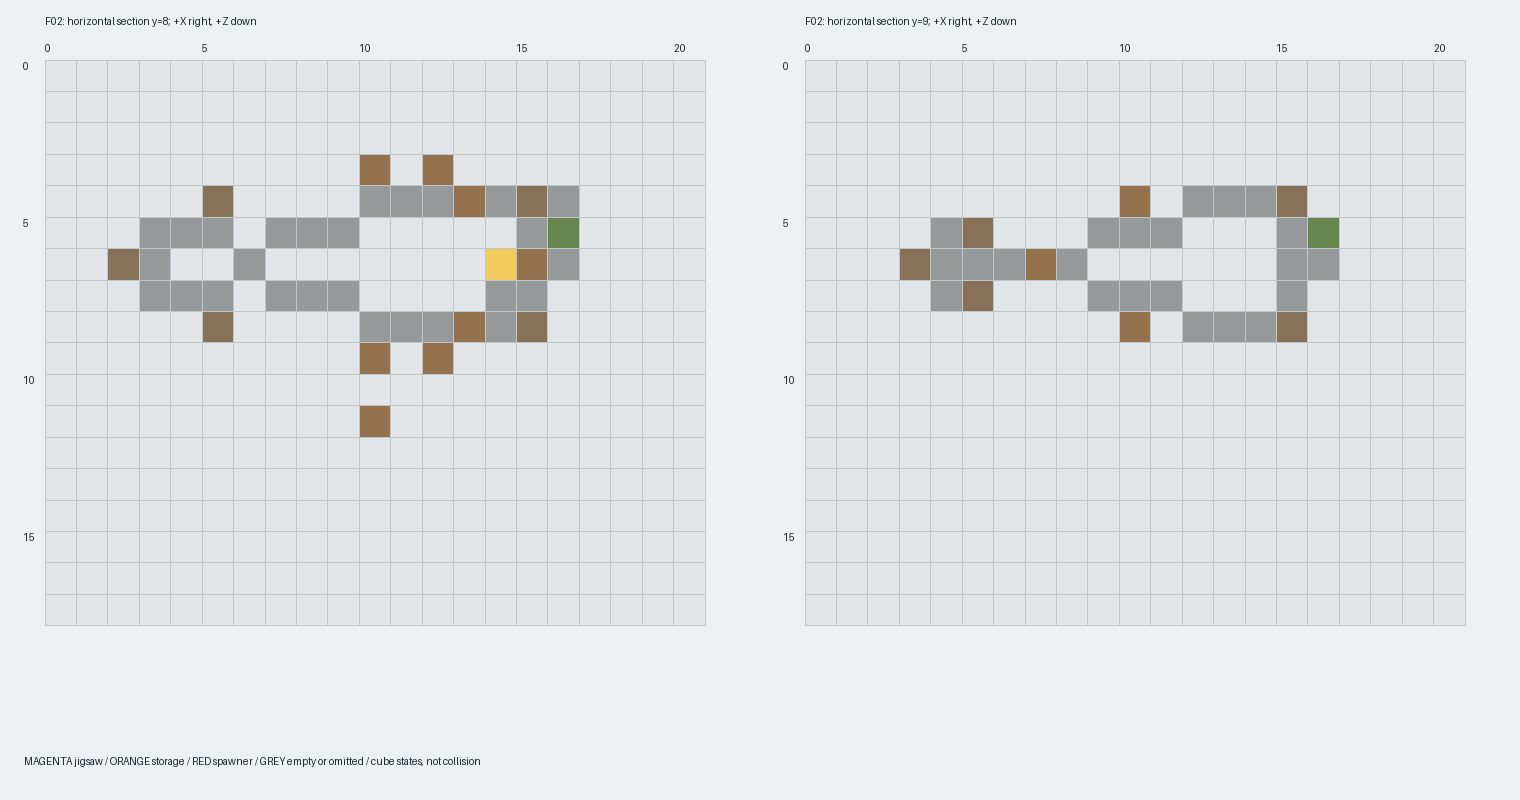 F02: horizontal section y=8; +X right, +Z down
F02: horizontal section y=9; +X right, +Z down
0 5 10 15 20
0 5 10 15 20
0
0
5
5
10
10
15
15
MAGENTA jigsaw / ORANGE storage / RED spawner / GREY empty or omitted / cube states, not collision